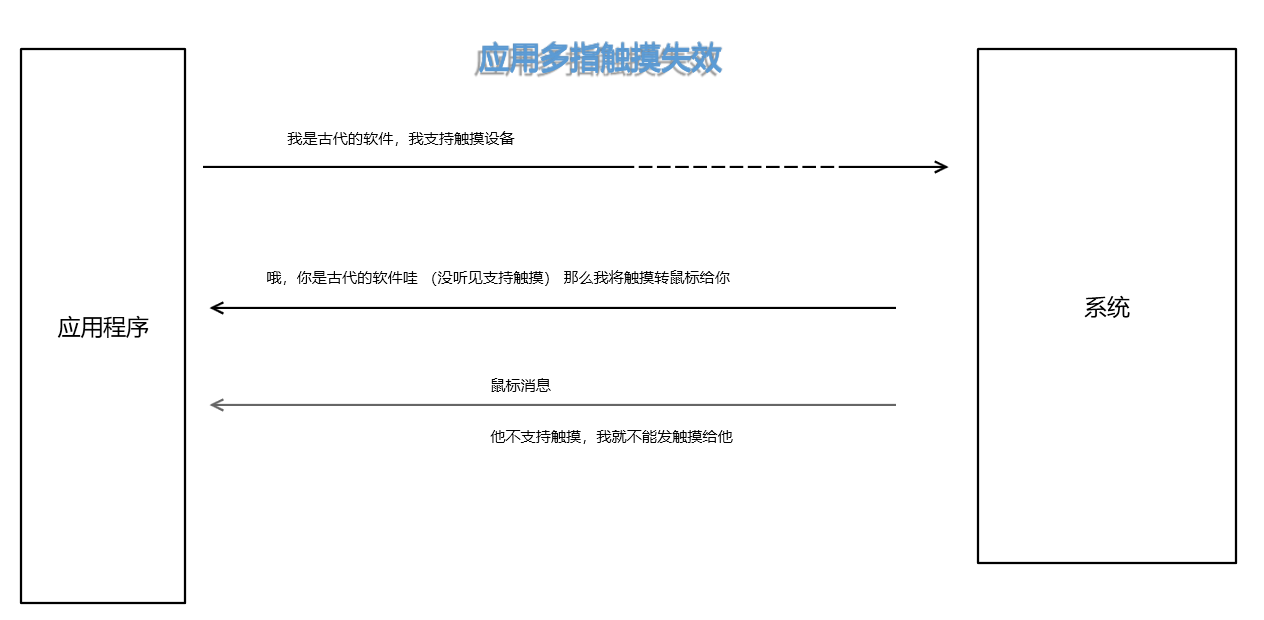 应用多指触摸失效
我是古代的软件，我支持触摸设备
哦，你是古代的软件哇 （没听见支持触摸） 那么我将触摸转鼠标给你
应用程序
系统
鼠标消息
他不支持触摸，我就不能发触摸给他